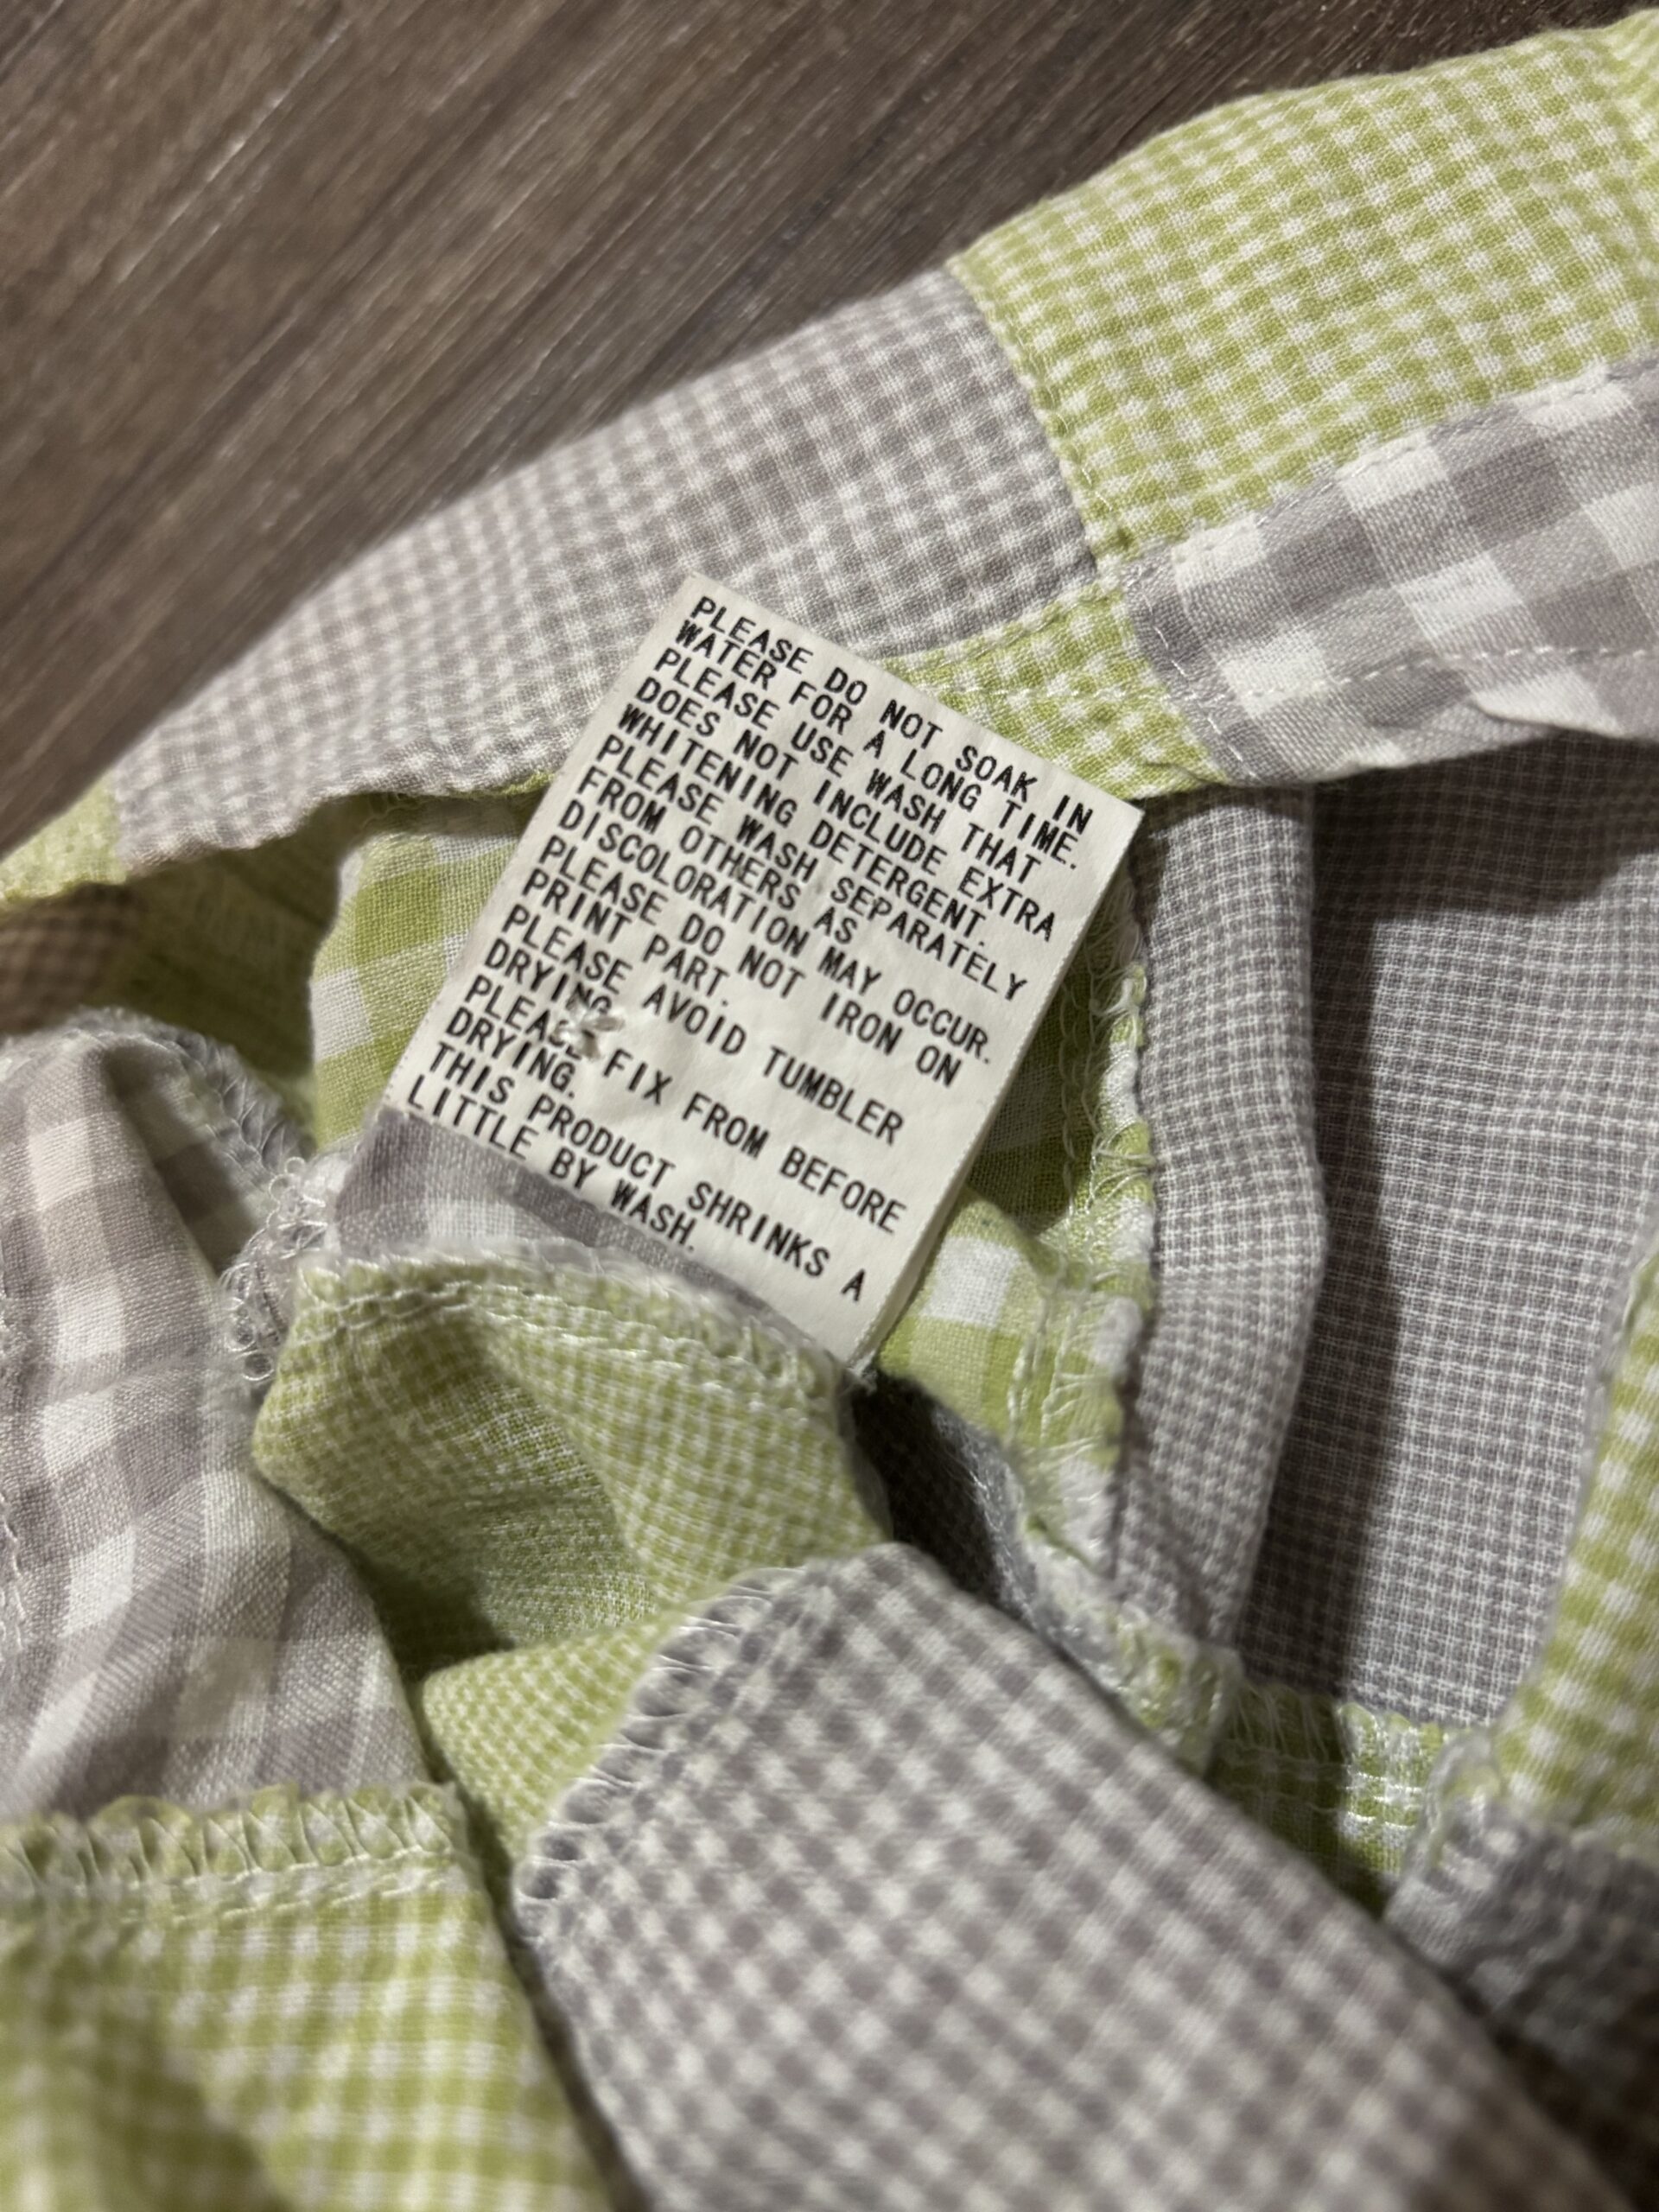 PLEASE DO NOT SOAK IN
WATER FOR A LONG TIME.
PLEASE USE WASH THAT
DOES NOT INCLUDE EXTRA
WHITENING DETERGENT.
PLEASE WASH SEPARATELY
FROM OTHERS AS
DISCOLORATION MAY OCCUR.
PLEASE DO NOT IRON ON
PRINT PART.
PLEASE AVOID TUMBLER
DRYING.
PLEASE FIX FROM BEFORE
DRYING.
THIS PRODUCT SHRINKS A
LITTLE BY WASH.